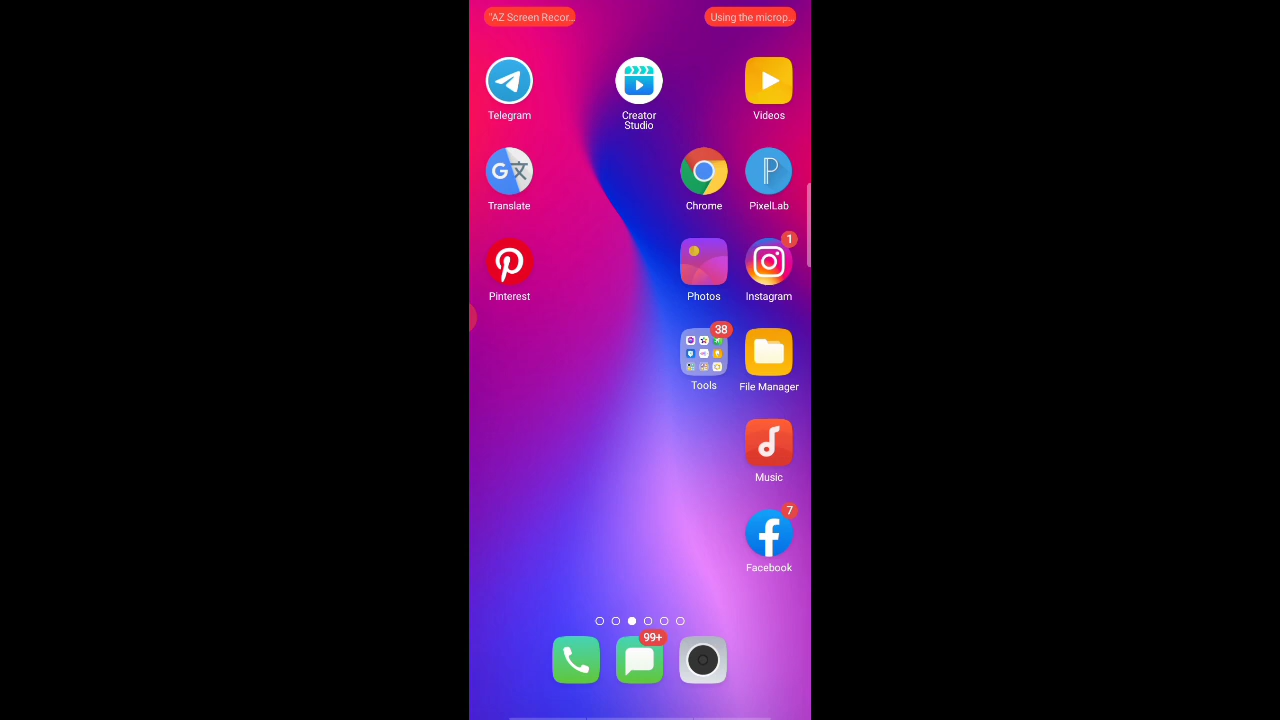 "AZ Screen Recor...
Using the microp...
Telegram
Creator
Studio
Videos
Translate
Chrome
PixelLab
1
Pinterest
Photos
Instagram
38
Tools
File Manager
Music
7
Facebook
99+